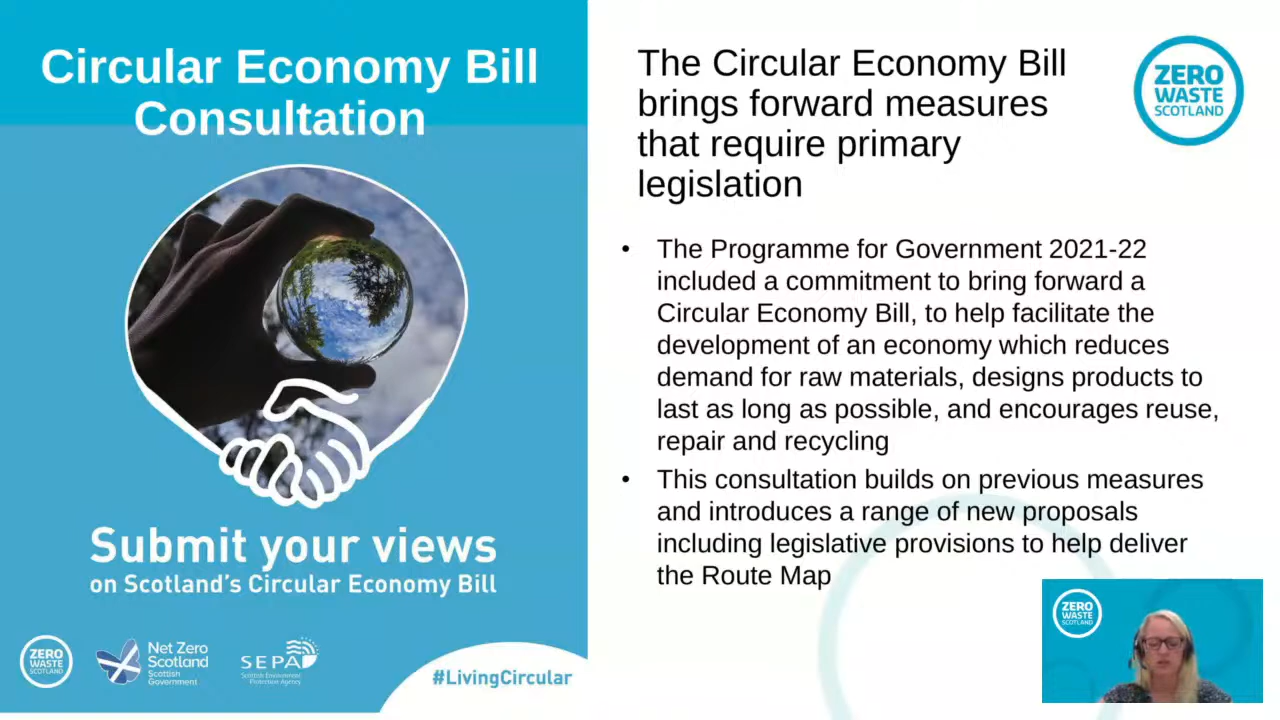 Circular Economy Bill
Consultation
Submit your views
on Scotland's Circular Economy Bill
ZERO
WASTE
SCOTLAND
Net Zero
Scotland
Scottish
Government
SEPA
Scottish Environment
Protection Agency
#LivingCircular
The Circular Economy Bill
brings forward measures
that require primary
legislation
ZERO
WASTE
SCOTLAND
• The Programme for Government 2021-22
included a commitment to bring forward a
Circular Economy Bill, to help facilitate the
development of an economy which reduces
demand for raw materials, designs products to
last as long as possible, and encourages reuse,
repair and recycling
• This consultation builds on previous measures
and introduces a range of new proposals
including legislative provisions to help deliver
the Route Map
ZERO
WASTE
SCOTLAND